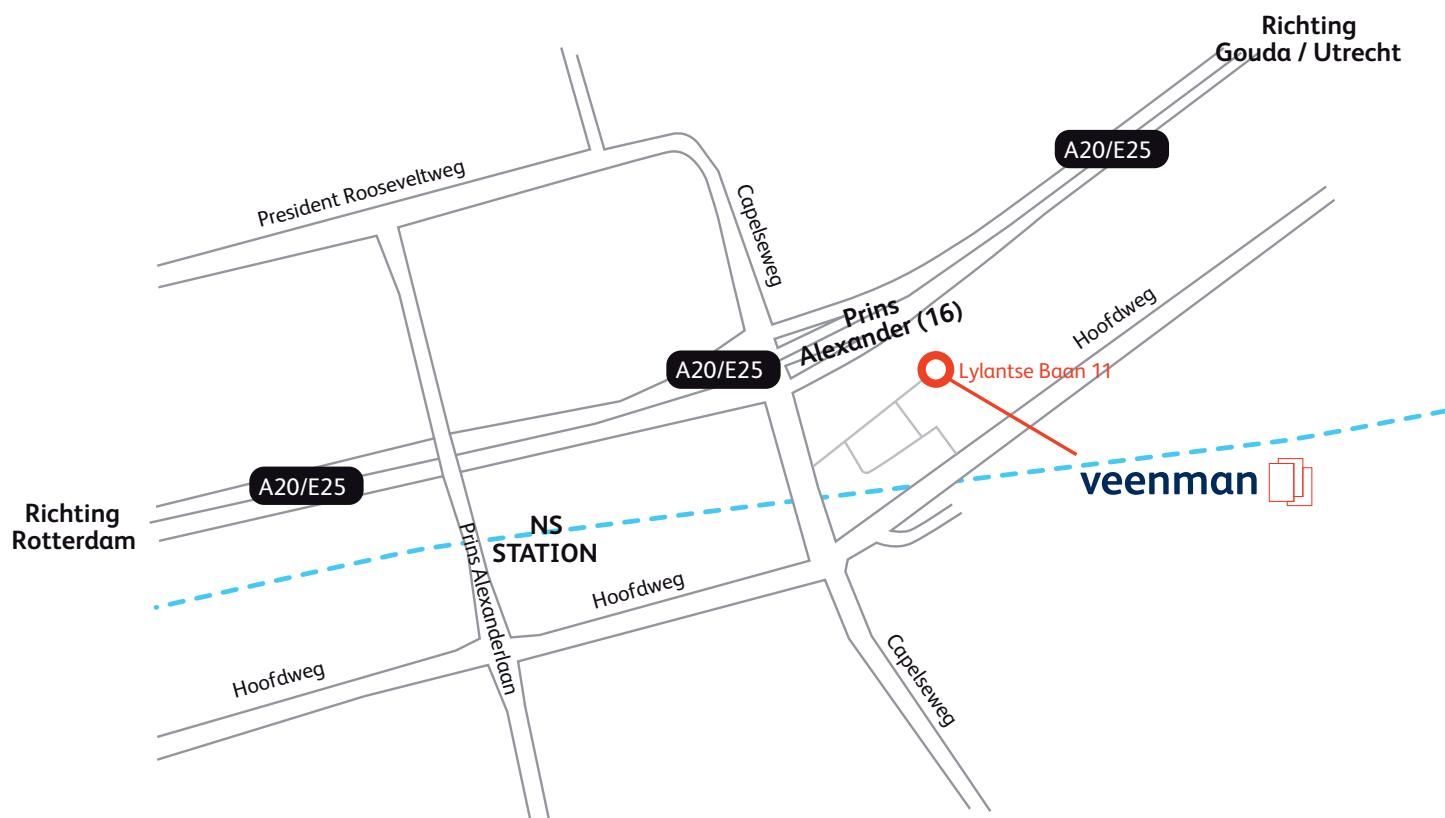 Richting
Gouda / Utrecht
A20/E25
President Rooseveltweg
Capelseweg
Prins
Alexander (16)
Hoofdweg
A20/E25
Lylantse Baan 11
A20/E25
veenman
Richting
Rotterdam
NS
STATION
Prins Alexanderlaan
Hoofdweg
Hoofdweg
Capelseweg